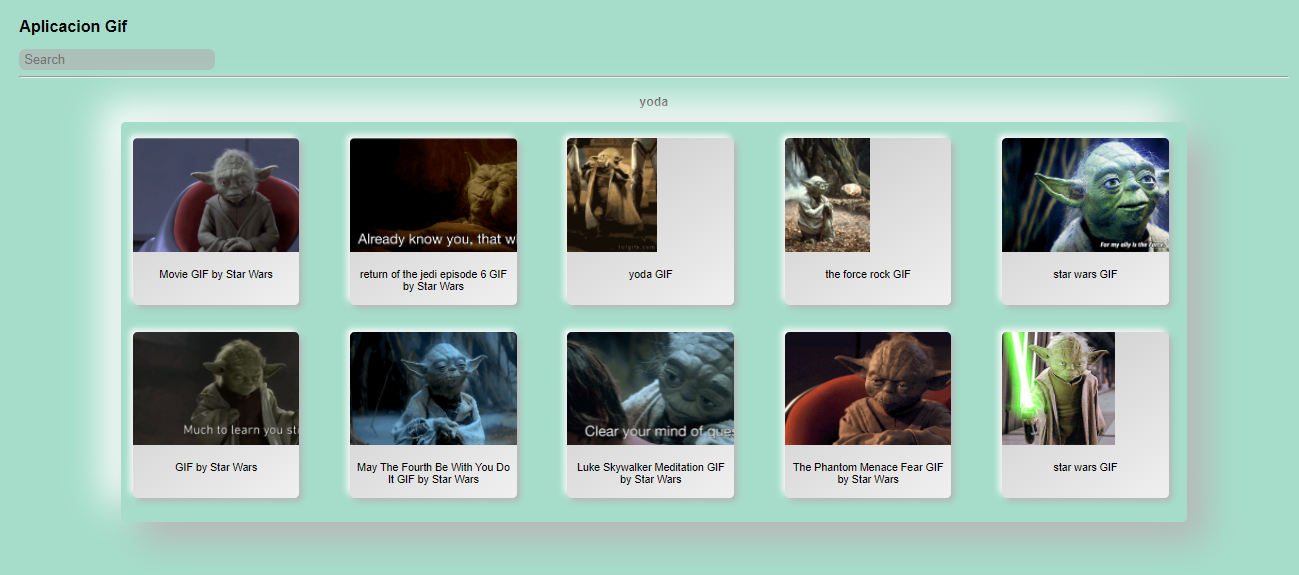 Aplicacion Gif
Search
yoda
Already know you, that w
For my ally is the Force,
Movie GIF by Star Wars
return of the jedi episode 6 GIF
by Star Wars
yoda GIF
the force rock GIF
star wars GIF
Much to learn you sti
Clear your mind of ques
GIF by Star Wars
May The Fourth Be With You Do
It GIF by Star Wars
Luke Skywalker Meditation GIF
by Star Wars
The Phantom Menace Fear GIF
by Star Wars
star wars GIF